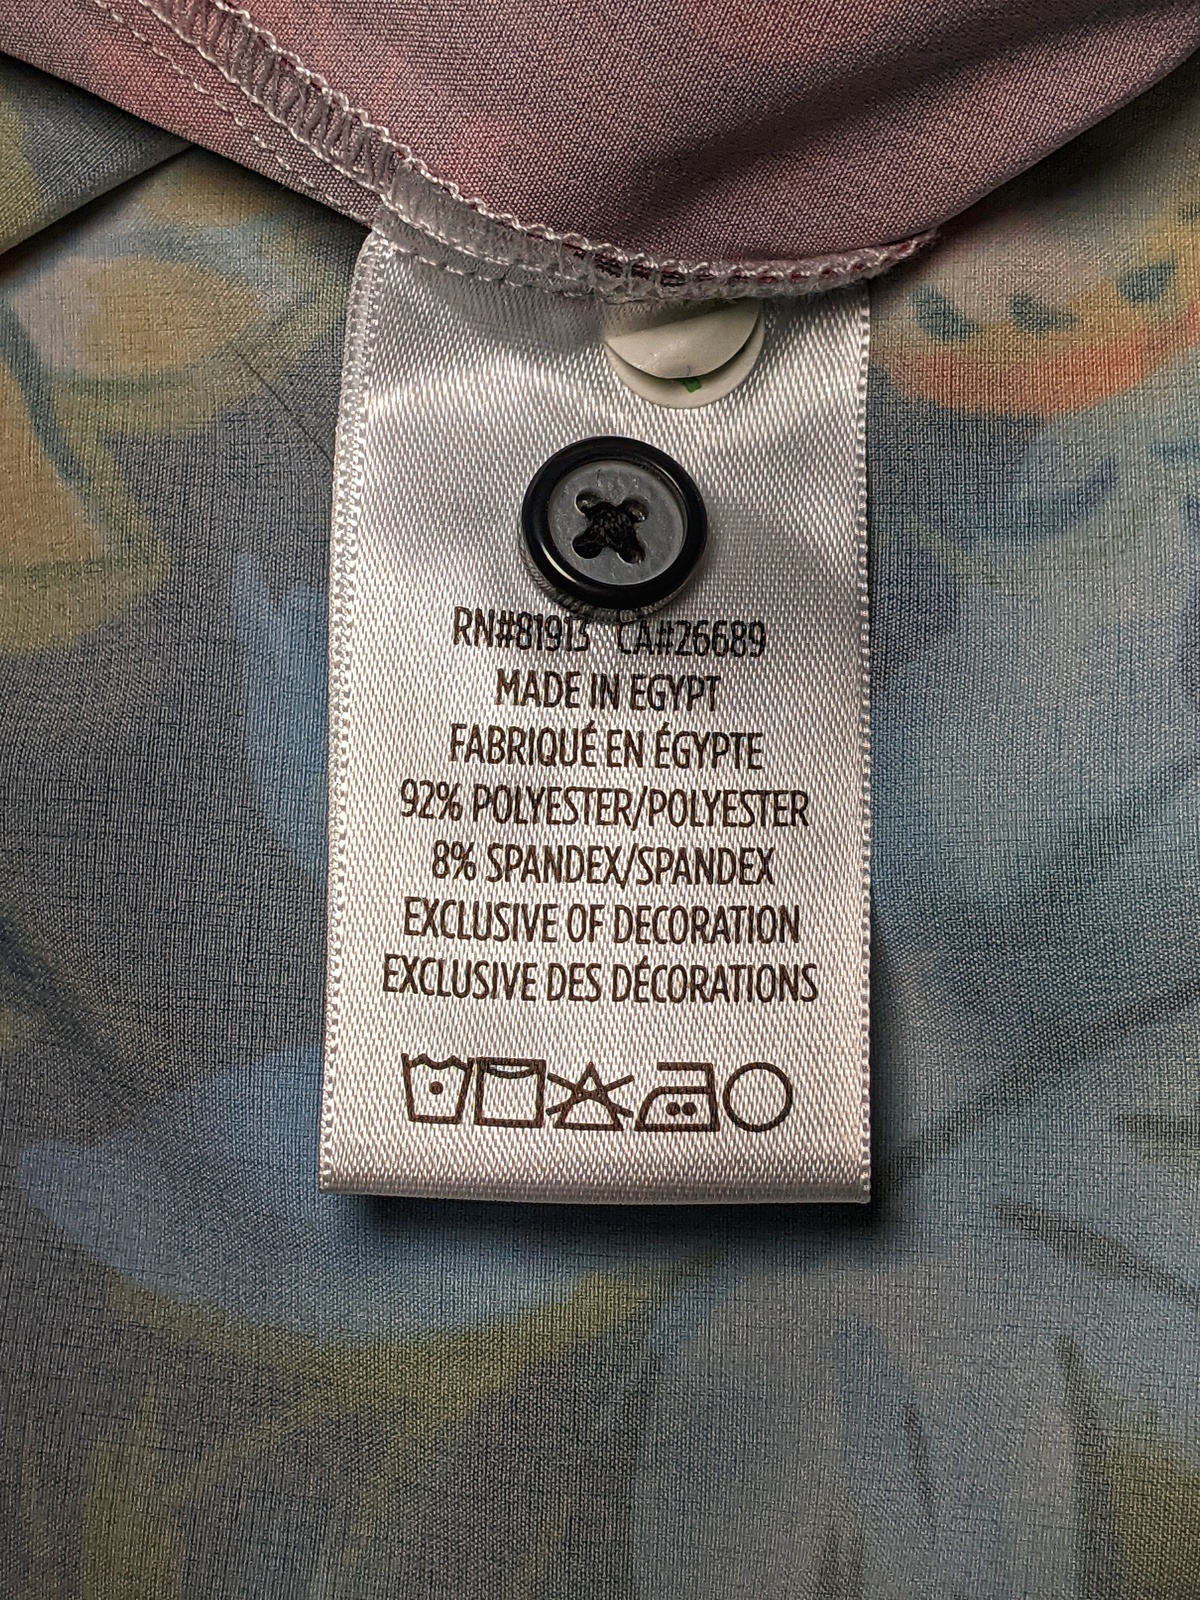 RN#81913 CA#26689
MADE IN EGYPT
FABRIQUÉ EN ÉGYPTE
92% POLYESTER/POLYESTER
8% SPANDEX/SPANDEX
EXCLUSIVE OF DECORATION
EXCLUSIVE DES DÉCORATIONS